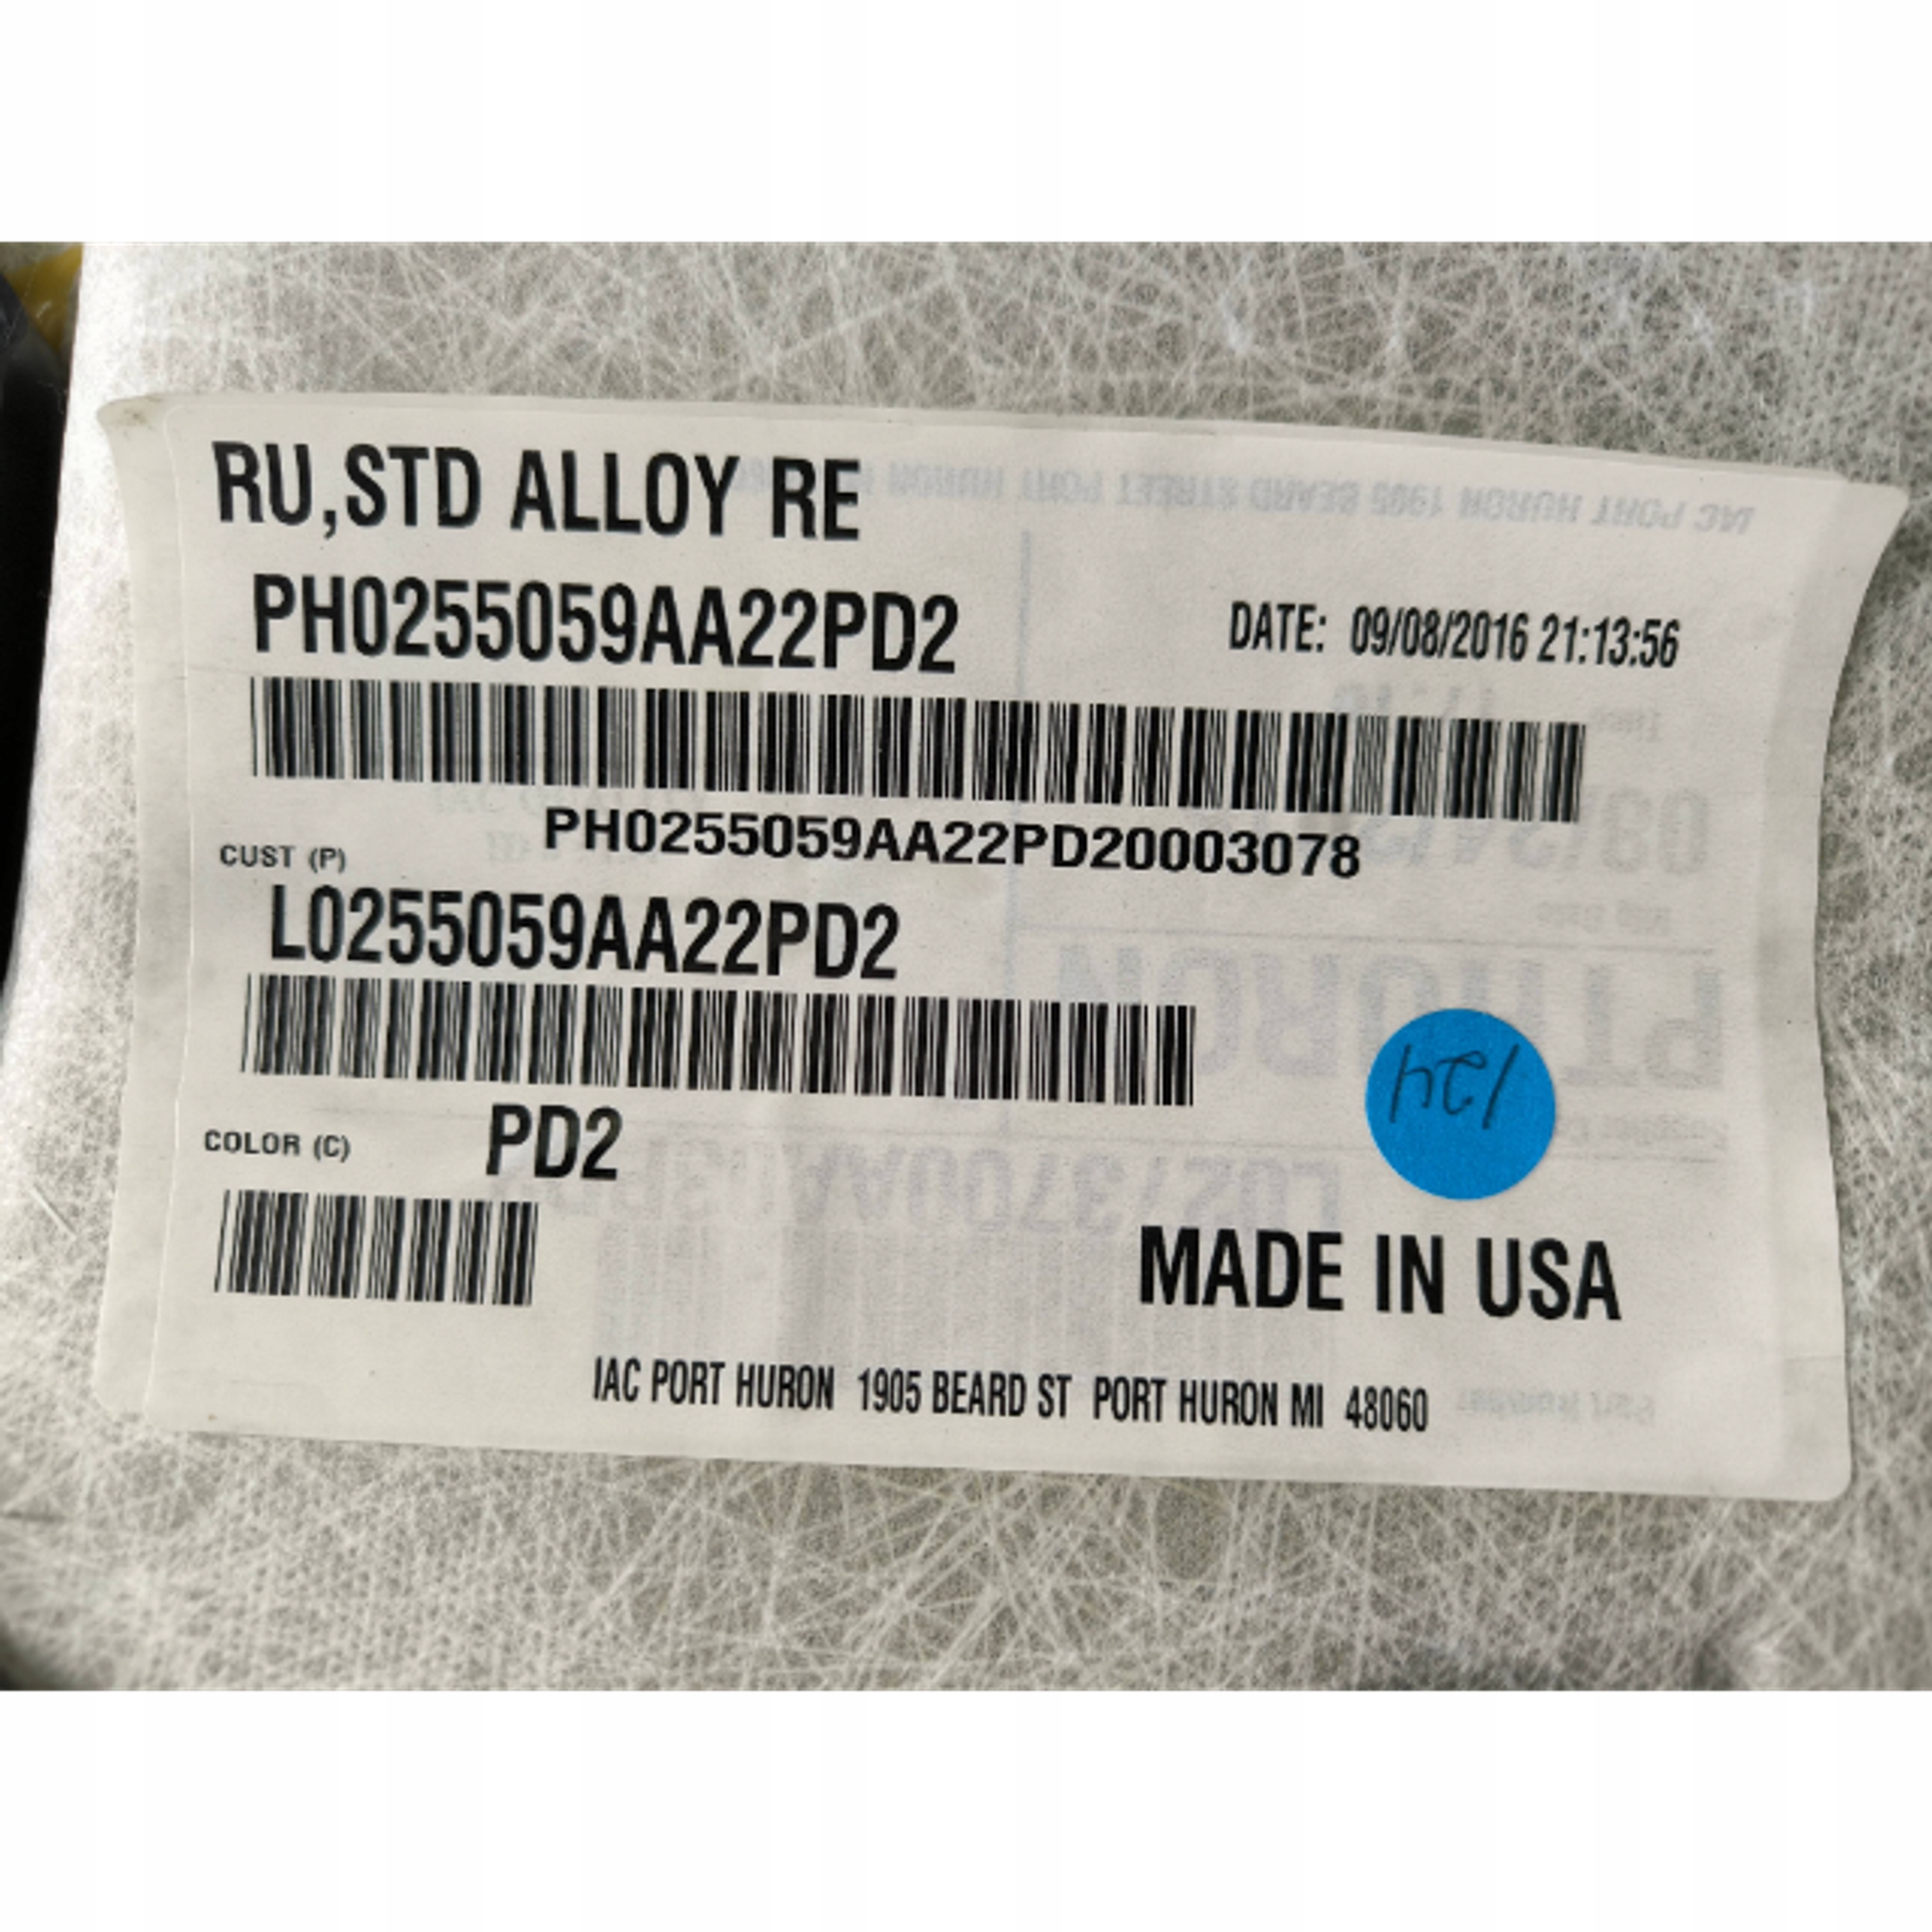 RU,STD ALLOY RE
PH0255059AA22PD2
DATE: 09/08/2016 21:13:56
PH0255059AA22PD20003078
CUST (P)
L0255059AA22PD2
COLOR (C)
PD2
124
MADE IN USA
IAC PORT HURON 1905 BEARD ST PORT HURON MI 48060